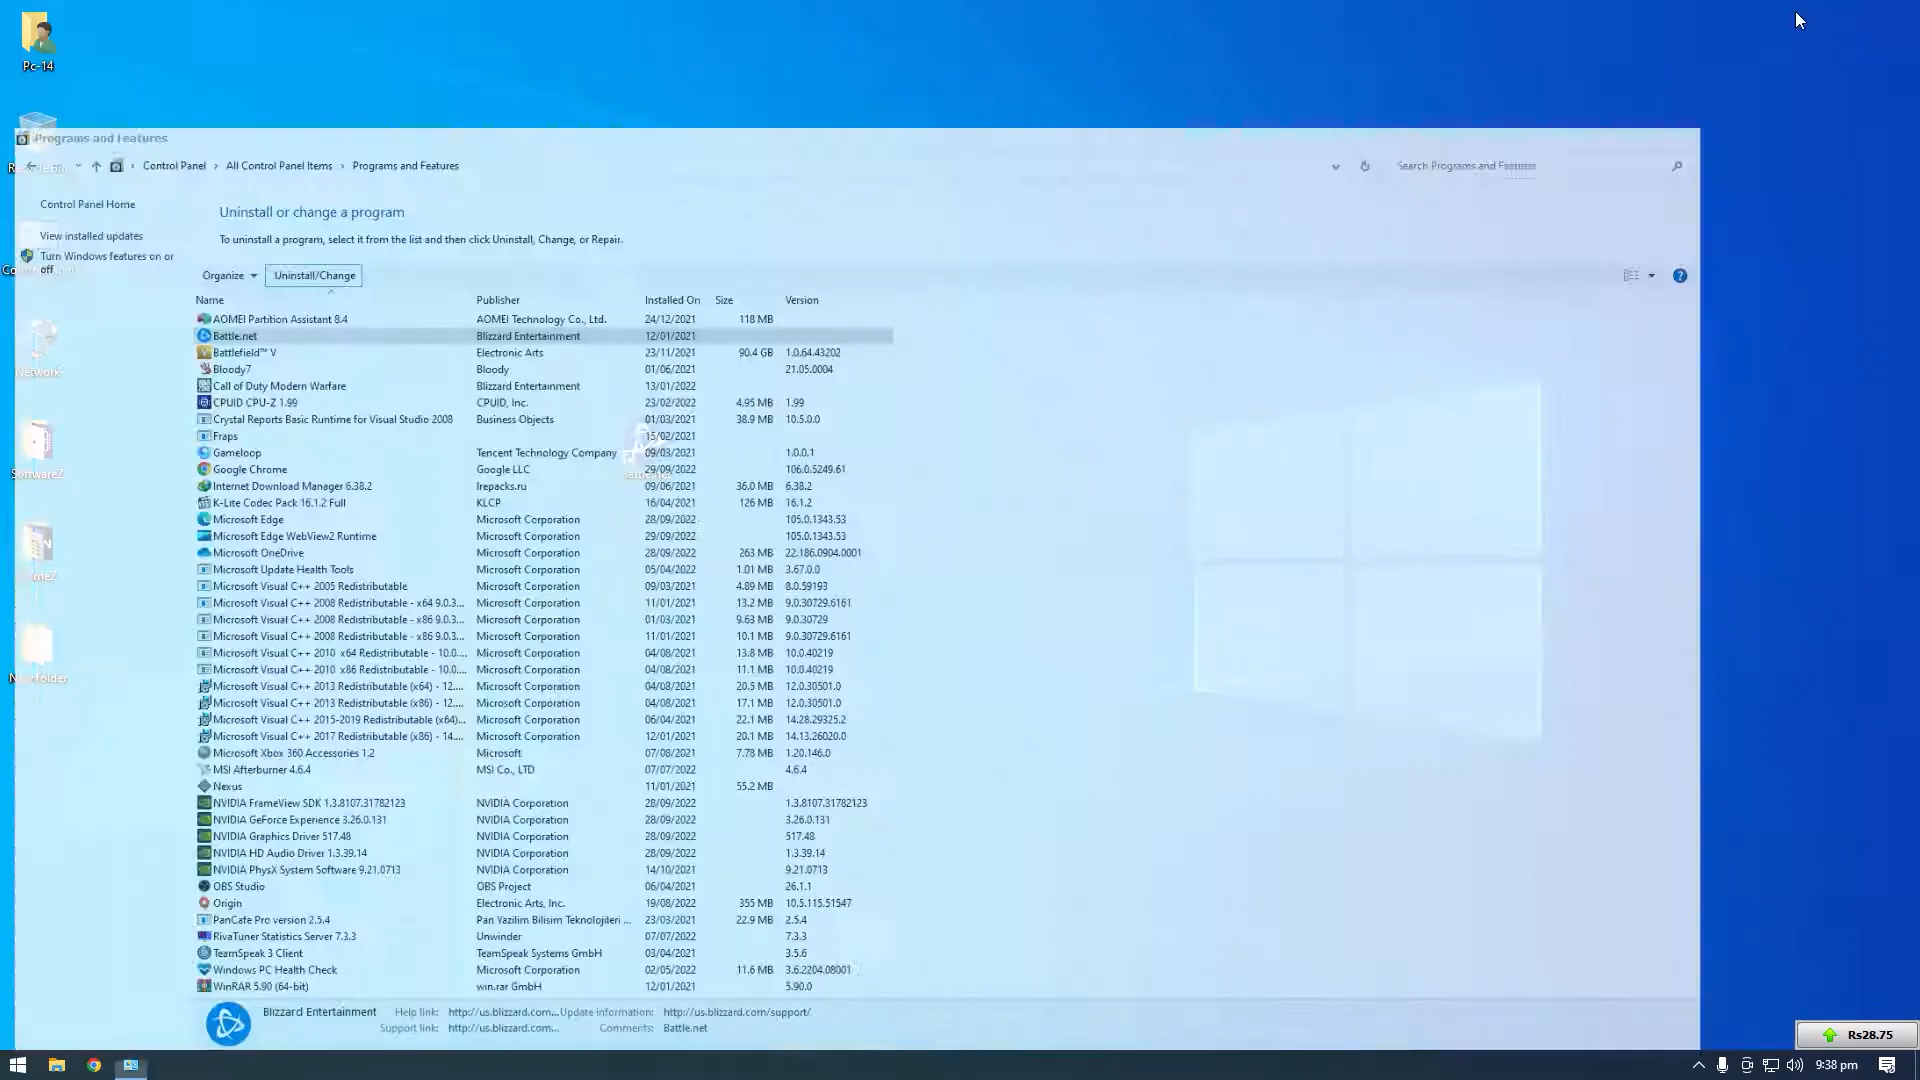 Pc-14
Programs and Features
Control Panel › All Control Panel Items › Programs and Features
Search Programs and Features
Control Panel Home
View installed updates
Turn Windows features on or off
Uninstall or change a program
To uninstall a program, select it from the list and then click Uninstall, Change, or Repair.
Organize Uninstall/Change
Name Publisher Installed On Size Version
AOMEI Partition Assistant 8.4 AOMEI Technology Co., Ltd. 24/12/2021 118 MB
Battle.net Blizzard Entertainment 12/01/2021
Battlefield™ V Electronic Arts 23/11/2021 90.4 GB 1.0.64.43202
Bloody7 Bloody 01/06/2021 21.05.0004
Call of Duty Modern Warfare Blizzard Entertainment 13/01/2022
CPUID CPU-Z 1.99 CPUID, Inc. 23/02/2022 4.95 MB 1.99
Crystal Reports Basic Runtime for Visual Studio 2008 Business Objects 01/03/2021 38.9 MB 10.5.0.0
Fraps 15/02/2021
Gameloop Tencent Technology Company 09/03/2021 1.0.0.1
Google Chrome Google LLC 29/09/2022 106.0.5249.61
Internet Download Manager 6.38.2 lrepacks.ru 09/06/2021 36.0 MB 6.38.2
K-Lite Codec Pack 16.1.2 Full KLCP 16/04/2021 126 MB 16.1.2
Microsoft Edge Microsoft Corporation 28/09/2022 105.0.1343.53
Microsoft Edge WebView2 Runtime Microsoft Corporation 29/09/2022 105.0.1343.53
Microsoft OneDrive Microsoft Corporation 28/09/2022 263 MB 22.186.0904.0001
Microsoft Update Health Tools Microsoft Corporation 05/04/2022 1.01 MB 3.67.0.0
Microsoft Visual C++ 2005 Redistributable Microsoft Corporation 09/03/2021 4.89 MB 8.0.59193
Microsoft Visual C++ 2008 Redistributable - x64 9.0.3... Microsoft Corporation 11/01/2021 13.2 MB 9.0.30729.6161
Microsoft Visual C++ 2008 Redistributable - x86 9.0.3... Microsoft Corporation 01/03/2021 9.63 MB 9.0.30729
Microsoft Visual C++ 2008 Redistributable - x86 9.0.3... Microsoft Corporation 11/01/2021 10.1 MB 9.0.30729.6161
Microsoft Visual C++ 2010 x64 Redistributable - 10.0.... Microsoft Corporation 04/08/2021 13.8 MB 10.0.40219
Microsoft Visual C++ 2010 x86 Redistributable - 10.0.... Microsoft Corporation 04/08/2021 11.1 MB 10.0.40219
Microsoft Visual C++ 2013 Redistributable (x64) - 12.... Microsoft Corporation 04/08/2021 20.5 MB 12.0.30501.0
Microsoft Visual C++ 2013 Redistributable (x86) - 12.... Microsoft Corporation 04/08/2021 17.1 MB 12.0.30501.0
Microsoft Visual C++ 2015-2019 Redistributable (x64)... Microsoft Corporation 06/04/2021 22.1 MB 14.28.29325.2
Microsoft Visual C++ 2017 Redistributable (x86) - 14.... Microsoft Corporation 12/01/2021 20.1 MB 14.13.26020.0
Microsoft Xbox 360 Accessories 1.2 Microsoft 07/08/2021 7.78 MB 1.20.146.0
MSI Afterburner 4.6.4 MSI Co., LTD 07/07/2022 4.6.4
Nexus 11/01/2021 55.2 MB
NVIDIA FrameView SDK 1.3.8107.31782123 NVIDIA Corporation 28/09/2022 1.3.8107.31782123
NVIDIA GeForce Experience 3.26.0.131 NVIDIA Corporation 28/09/2022 3.26.0.131
NVIDIA Graphics Driver 517.48 NVIDIA Corporation 28/09/2022 517.48
NVIDIA HD Audio Driver 1.3.39.14 NVIDIA Corporation 28/09/2022 1.3.39.14
NVIDIA PhysX System Software 9.21.0713 NVIDIA Corporation 14/10/2021 9.21.0713
OBS Studio OBS Project 06/04/2021 26.1.1
Origin Electronic Arts, Inc. 19/08/2022 355 MB 10.5.115.51547
PanCafe Pro version 2.5.4 Pan Yazilim Bilisim Teknolojileri ... 23/03/2021 22.9 MB 2.5.4
RivaTuner Statistics Server 7.3.3 Unwinder 07/07/2022 7.3.3
TeamSpeak 3 Client TeamSpeak Systems GmbH 03/04/2021 3.5.6
Windows PC Health Check Microsoft Corporation 02/05/2022 11.6 MB 3.6.2204.08001
WinRAR 5.90 (64-bit) win.rar GmbH 12/01/2021 5.90.0
Network
SoftwareZ
Blizzard Entertainment Help link: http://us.blizzard.com... Update information: http://us.blizzard.com/support/
Support link: http://us.blizzard.com... Comments: Battle.net
Rs28.75
9:38 pm